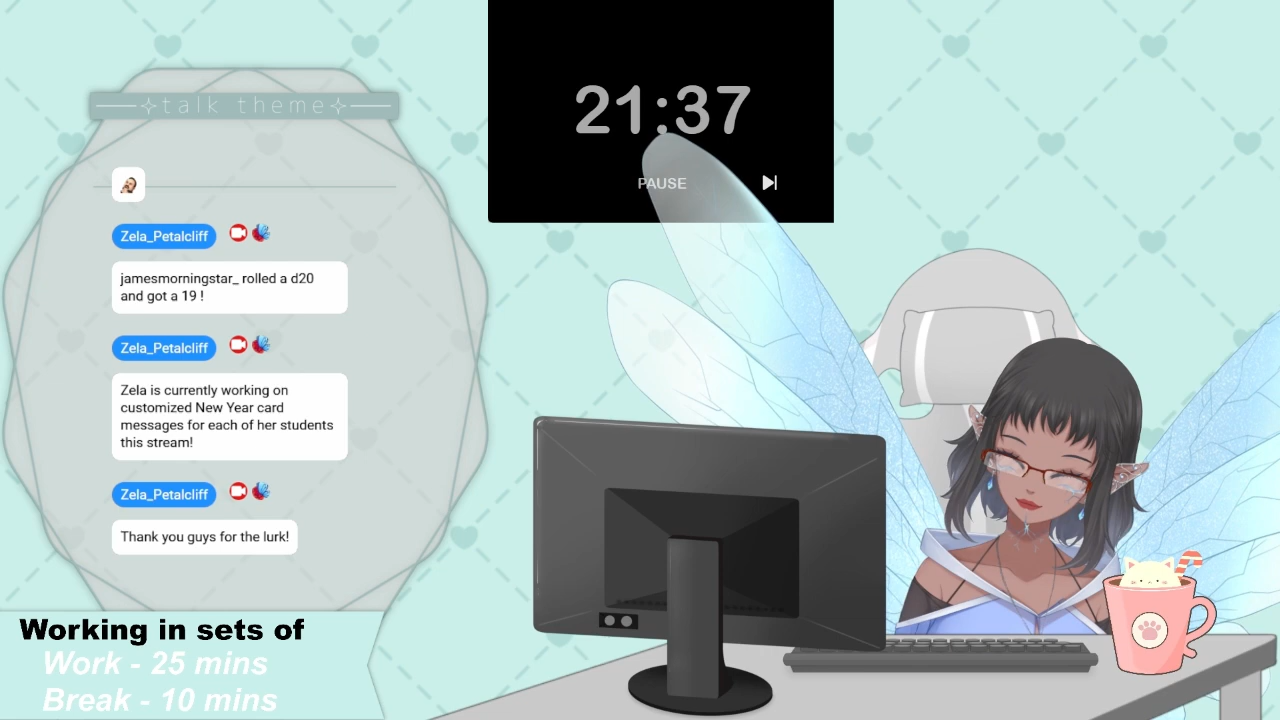 talk theme
Zela_Petalcliff
jamesmorningstar_ rolled a d20
and got a 19 !
Zela_Petalcliff
Zela is currently working on
customized New Year card
messages for each of her students
this stream!
Zela_Petalcliff
Thank you guys for the lurk!
Working in sets of
Work - 25 mins
Break - 10 mins
21:37
PAUSE